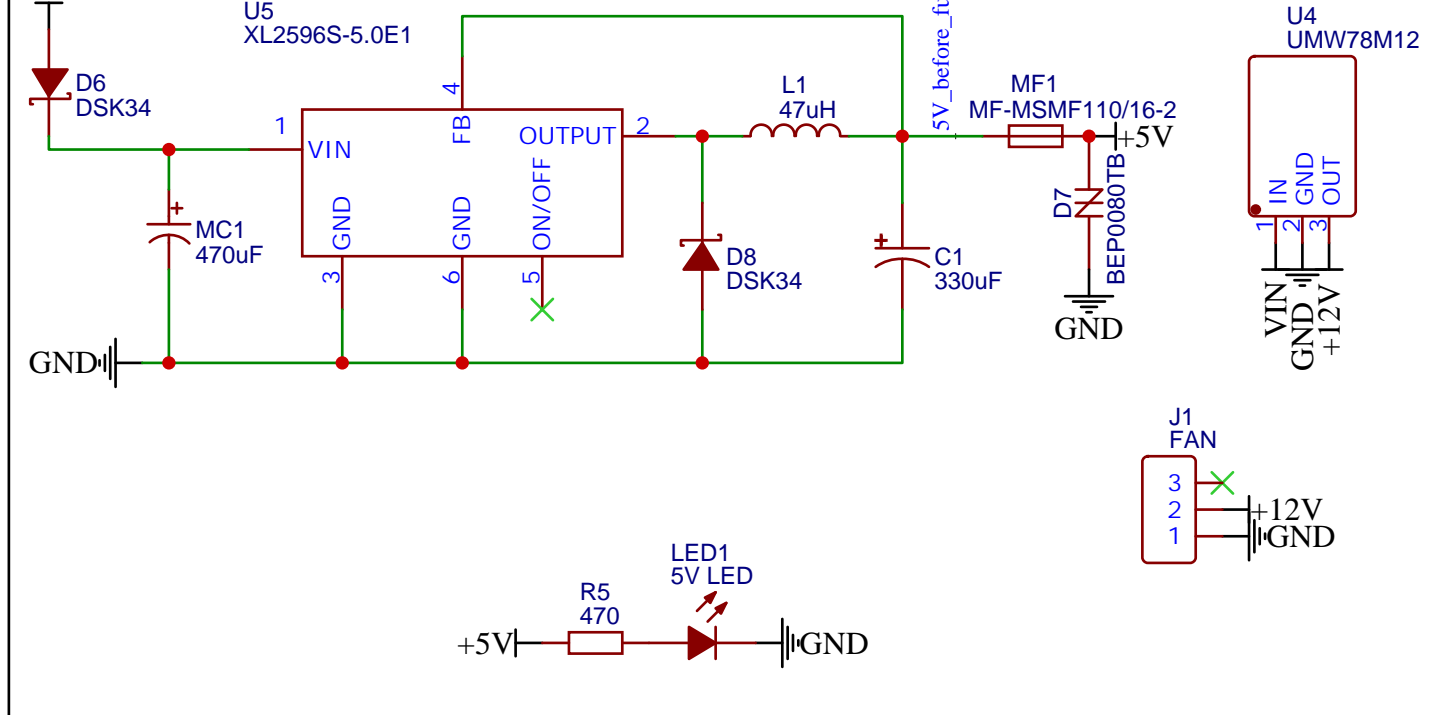 U5
XL2596S-5.0E1
D6
DSK34
1
VIN
4
FB
OUTPUT
2
GND
3
GND
6
ON/OFF
5
MC1
470uF
GND
L1
47uH
D8
DSK34
C1
330uF
MF1
MF-MSMF110/16-2
+5V
D7
BEP0080TB
GND
U4
UMW78M12
IN
GND
OUT
1
2
3
VIN
GND
+12V
J1
FAN
3
2
1
+12V
GND
LED1
5V LED
R5
470
+5V
GND